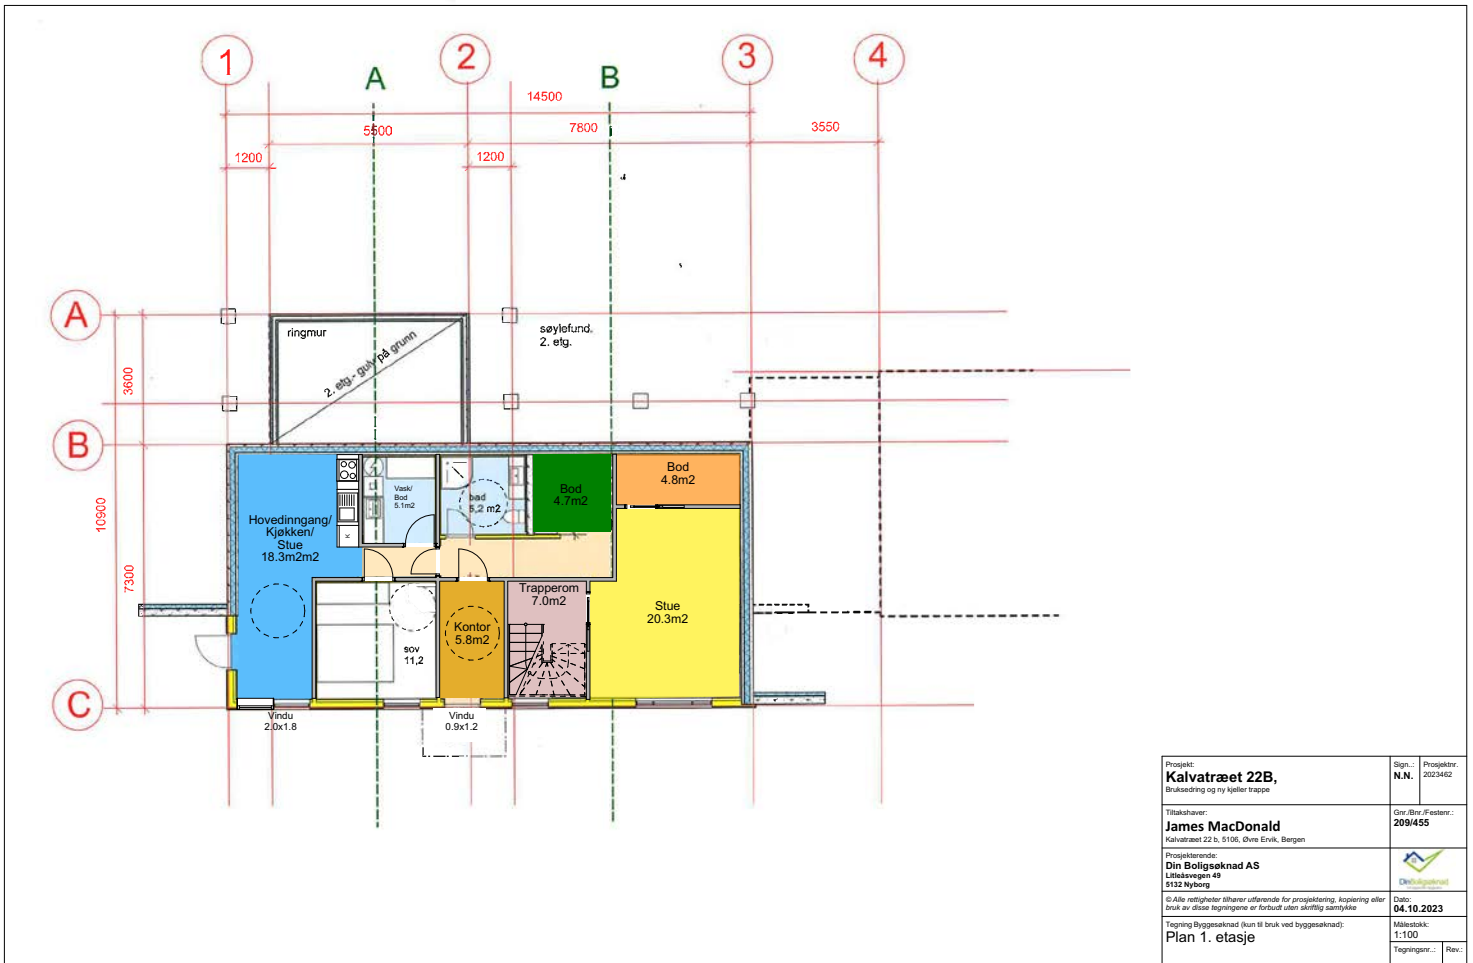 1
2
3
4
A
B
14500
5500
7800
3550
1200
1200
A
ringmur
søylefund.
2. etg.
2. etg.- gulv på grunn
3600
B
10900
7300
C
Hovedinngang/
Kjøkken/
Stue
18.3m2m2
K
Vask/
Bod
5.1m2
bad
5,2 m2
Bod
4.7m2
Bod
4.8m2
sov
11,2
Kontor
5.8m2
Trapperom
7.0m2
Stue
20.3m2
Vindu
2.0x1.8
Vindu
0.9x1.2
Prosjekt:
Kalvatræet 22B,
Bruksedring og ny kjeller trappe
Sign..:
N.N.
Prosjektnr.
2023462
Tiltakshaver:
James MacDonald
Kalvatræet 22 b, 5106, Øvre Ervik, Bergen
Gnr./Bnr./Festenr.:
209/455
Prosjekterende:
Din Boligsøknad AS
Litleåsvegen 49
5132 Nyborg
DinBoligsøknad
© Alle rettigheter tilhører utførende for prosjektering, kopiering eller
bruk av disse tegningene er forbudt uten skriftlig samtykke
Dato:
04.10.2023
Tegning Byggesøknad (kun til bruk ved byggesøknad):
Plan 1. etasje
Målestokk:
1:100
Tegningsnr..:
Rev.: